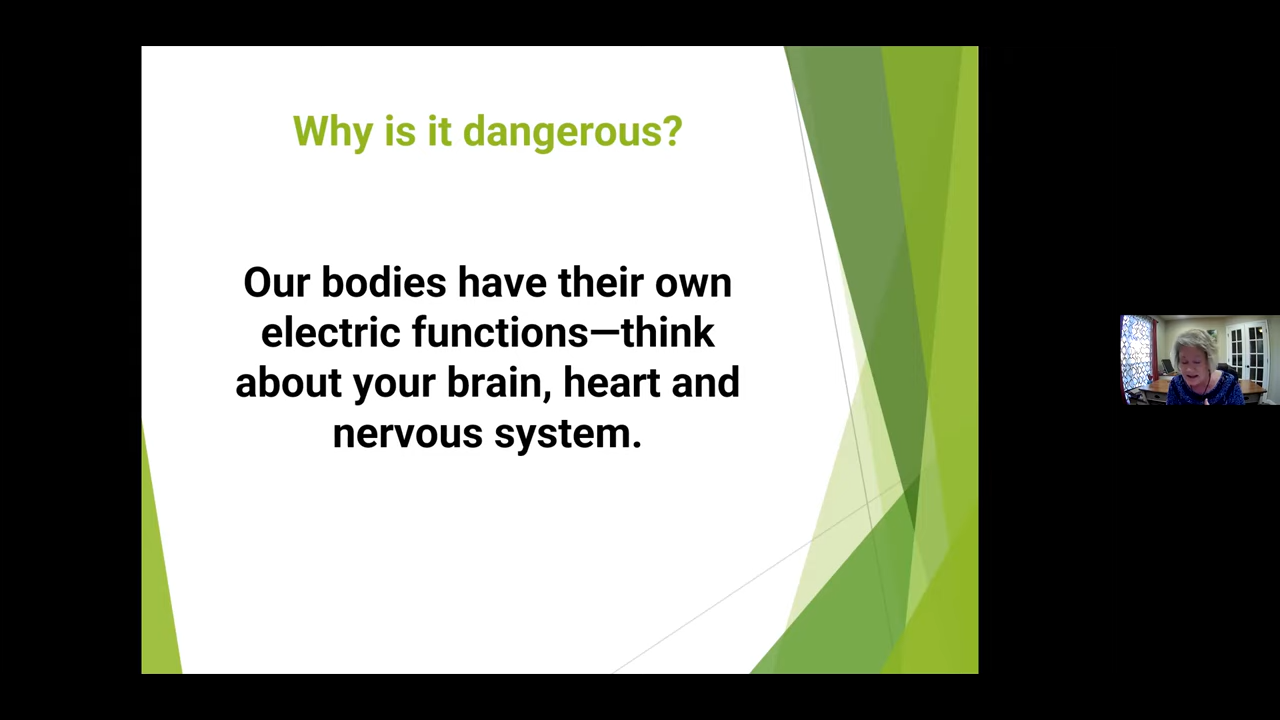 Why is it dangerous?
Our bodies have their own
electric functions—think
about your brain, heart and
nervous system.